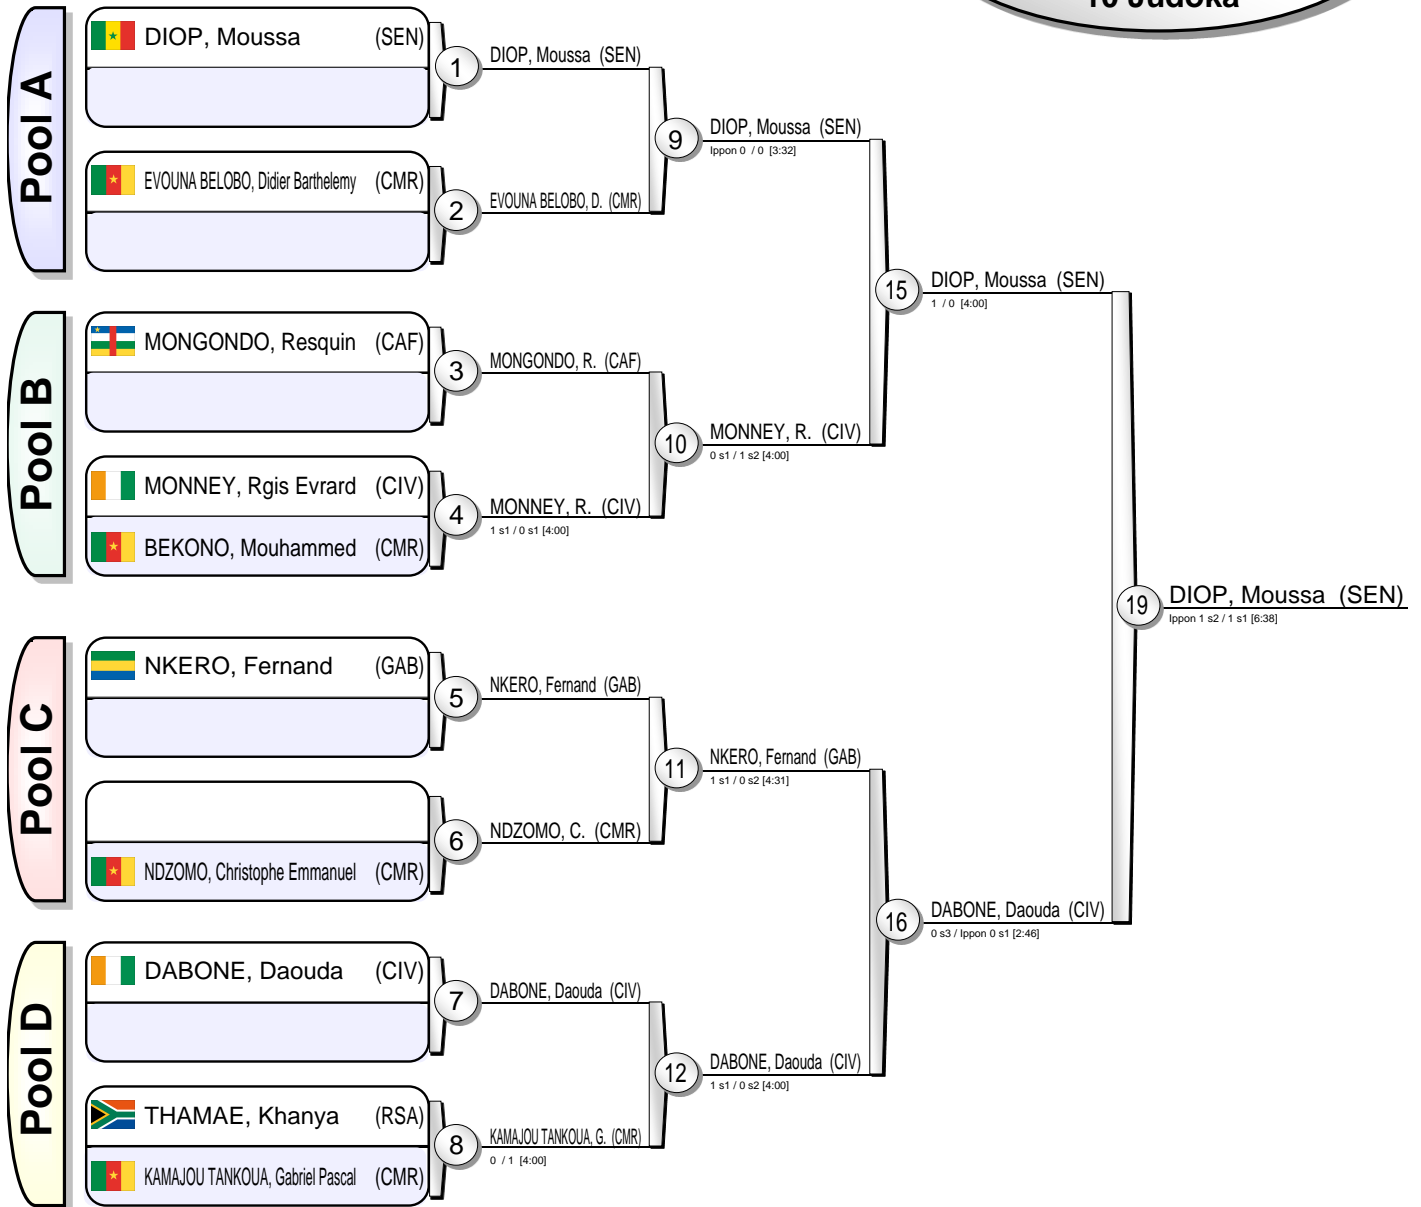 10 Judoka
Pool A
DIOP, Moussa (SEN)
1
DIOP, Moussa (SEN)
EVOUNA BELOBO, Didier Barthelemy (CMR)
2
EVOUNA BELOBO, D. (CMR)
9
DIOP, Moussa (SEN)
Ippon 0 / 0 [3:32]
Pool B
MONGONDO, Resquin (CAF)
3
MONGONDO, R. (CAF)
MONNEY, Rgis Evrard (CIV)
BEKONO, Mouhammed (CMR)
4
MONNEY, R. (CIV)
1 s1 / 0 s1 [4:00]
10
MONNEY, R. (CIV)
0 s1 / 1 s2 [4:00]
15
DIOP, Moussa (SEN)
1 / 0 [4:00]
Pool C
NKERO, Fernand (GAB)
5
NKERO, Fernand (GAB)
NDZOMO, Christophe Emmanuel (CMR)
6
NDZOMO, C. (CMR)
11
NKERO, Fernand (GAB)
1 s1 / 0 s2 [4:31]
Pool D
DABONE, Daouda (CIV)
7
DABONE, Daouda (CIV)
THAMAE, Khanya (RSA)
KAMAJOU TANKOUA, Gabriel Pascal (CMR)
8
KAMAJOU TANKOUA, G. (CMR)
0 / 1 [4:00]
12
DABONE, Daouda (CIV)
1 s1 / 0 s2 [4:00]
16
DABONE, Daouda (CIV)
0 s3 / Ippon 0 s1 [2:46]
19
DIOP, Moussa (SEN)
Ippon 1 s2 / 1 s1 [6:38]